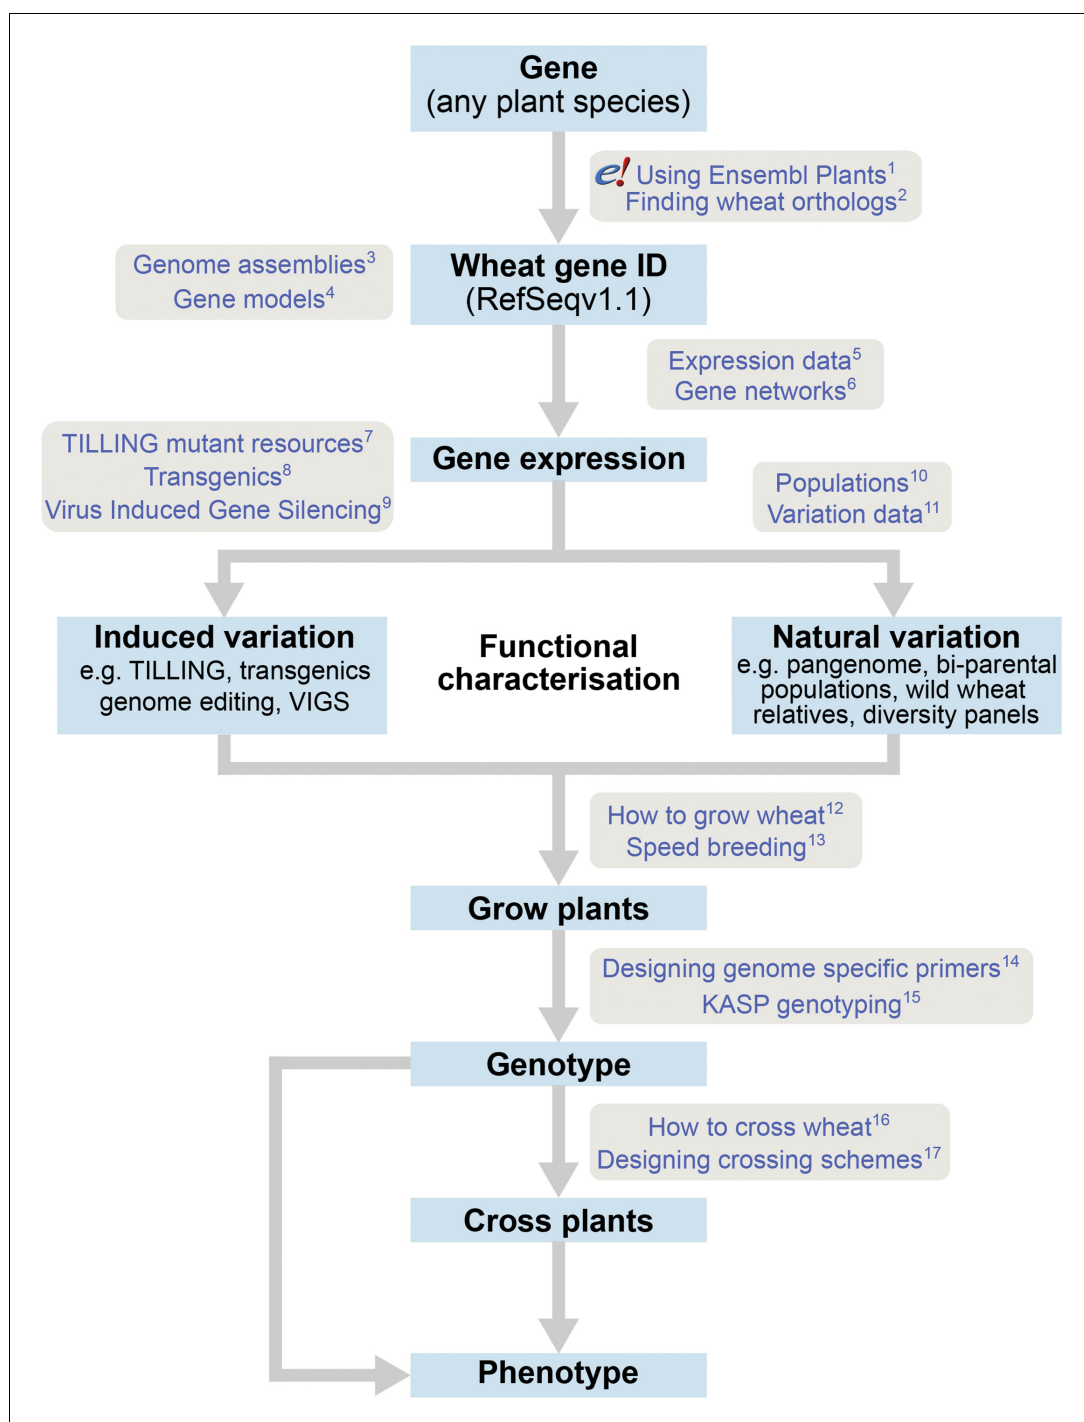 Gene
(any plant species)
e! Using Ensembl Plants1
Finding wheat orthologs2
Genome assemblies3
Gene models4
Wheat gene ID
(RefSeqv1.1)
Expression data5
Gene networks6
TILLING mutant resources7
Transgenics8
Virus Induced Gene Silencing9
Gene expression
Populations10
Variation data11
Induced variation
e.g. TILLING, transgenics
genome editing, VIGS
Functional
characterisation
Natural variation
e.g. pangenome, bi-parental
populations, wild wheat
relatives, diversity panels
How to grow wheat12
Speed breeding13
Grow plants
Designing genome specific primers14
KASP genotyping15
Genotype
How to cross wheat16
Designing crossing schemes17
Cross plants
Phenotype